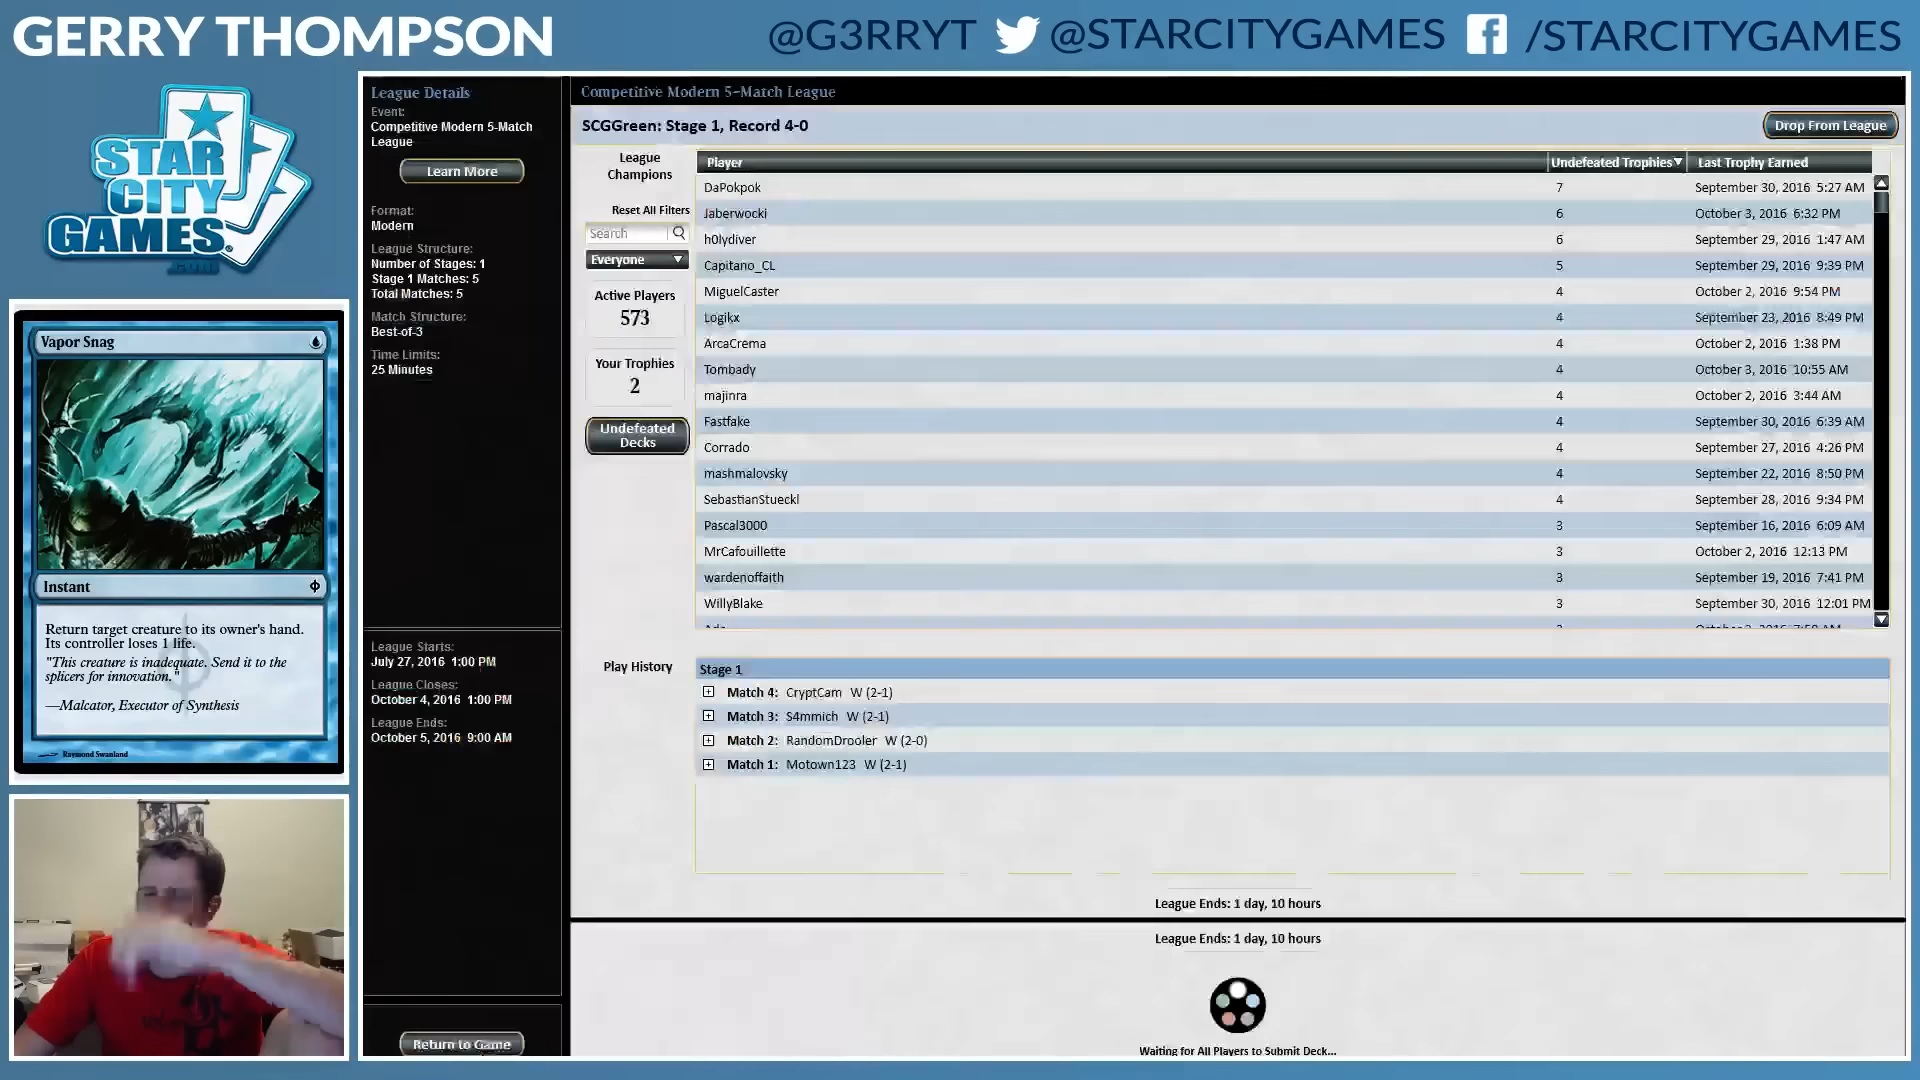 GERRY THOMPSON
@G3RRYT @STARCITYGAMES /STARCITYGAMES
STAR
CITY
GAMES.
.com
Vapor Snag
Instant
Return target creature to its owner's hand.
Its controller loses 1 life.
"This creature is inadequate. Send it to the
splicers for innovation."
—Malcator, Executor of Synthesis
Raymond Swanland
League Details
Event:
Competitive Modern 5-Match
League
Learn More
Format:
Modern
League Structure:
Number of Stages: 1
Stage 1 Matches: 5
Total Matches: 5
Match Structure:
Best-of-3
Time Limits:
25 Minutes
League Starts:
July 27, 2016 1:00 PM
League Closes:
October 4, 2016 1:00 PM
League Ends:
October 5, 2016 9:00 AM
Return to Game
Competitive Modern 5-Match League
SCGGreen: Stage 1, Record 4-0
Drop From League
League
Champions
Reset All Filters
Search
Everyone
Active Players
573
Your Trophies
2
Undefeated
Decks
Player Undefeated Trophies Last Trophy Earned
DaPokpok 7 September 30, 2016 5:27 AM
Jaberwocki 6 October 3, 2016 6:32 PM
h0lydiver 6 September 29, 2016 1:47 AM
Capitano_CL 5 September 29, 2016 9:39 PM
MiguelCaster 4 October 2, 2016 9:54 PM
Logikx 4 September 23, 2016 8:49 PM
ArcaCrema 4 October 2, 2016 1:38 PM
Tombady 4 October 3, 2016 10:55 AM
majinra 4 October 2, 2016 3:44 AM
Fastfake 4 September 30, 2016 6:39 AM
Corrado 4 September 27, 2016 4:26 PM
mashmalovsky 4 September 22, 2016 8:50 PM
SebastianStueckl 4 September 28, 2016 9:34 PM
Pascal3000 3 September 16, 2016 6:09 AM
MrCafouillette 3 October 2, 2016 12:13 PM
wardenoffaith 3 September 19, 2016 7:41 PM
WillyBlake 3 September 30, 2016 12:01 PM
Play History
Stage 1
Match 4: CryptCam W (2-1)
Match 3: S4mmich W (2-1)
Match 2: RandomDrooler W (2-0)
Match 1: Motown123 W (2-1)
League Ends: 1 day, 10 hours
League Ends: 1 day, 10 hours
Waiting for All Players to Submit Deck...